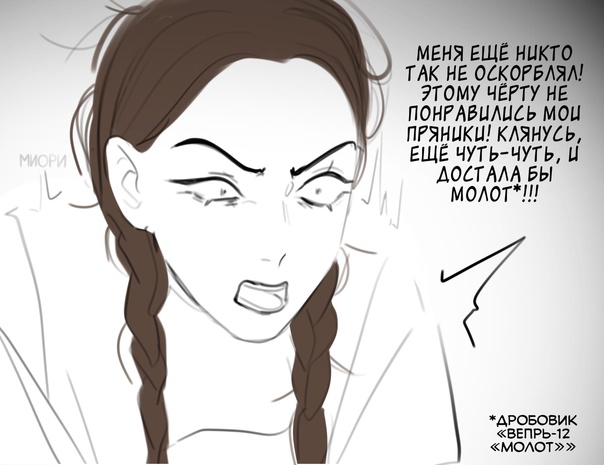 МЕНЯ ЕЩЁ НИКТО
ТАК НЕ ОСКОРБЛЯЛ!
ЭТОМУ ЧЁРТУ НЕ
ПОНРАВИЛИСЬ МОИ
ПРЯНИКИ! КЛЯНУСЬ,
ЕЩЁ ЧУТЬ-ЧУТЬ, И
ДОСТАЛА БЫ
МОЛОТ*!!!
МИОРИ
*ДРОБОВИК
«ВЕПРЬ-12
«МОЛОТ»»